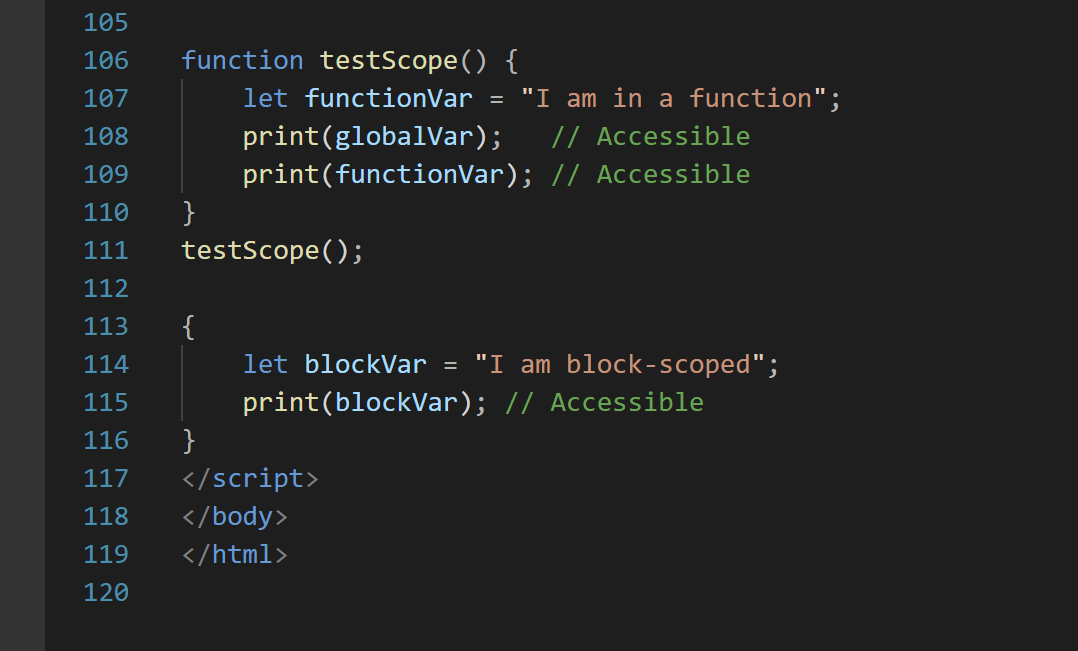 105
106 function testScope() {
107     let functionVar = "I am in a function";
108     print(globalVar);   // Accessible
109     print(functionVar); // Accessible
110 }
111 testScope();
112
113 {
114     let blockVar = "I am block-scoped";
115     print(blockVar); // Accessible
116 }
117 </script>
118 </body>
119 </html>
120